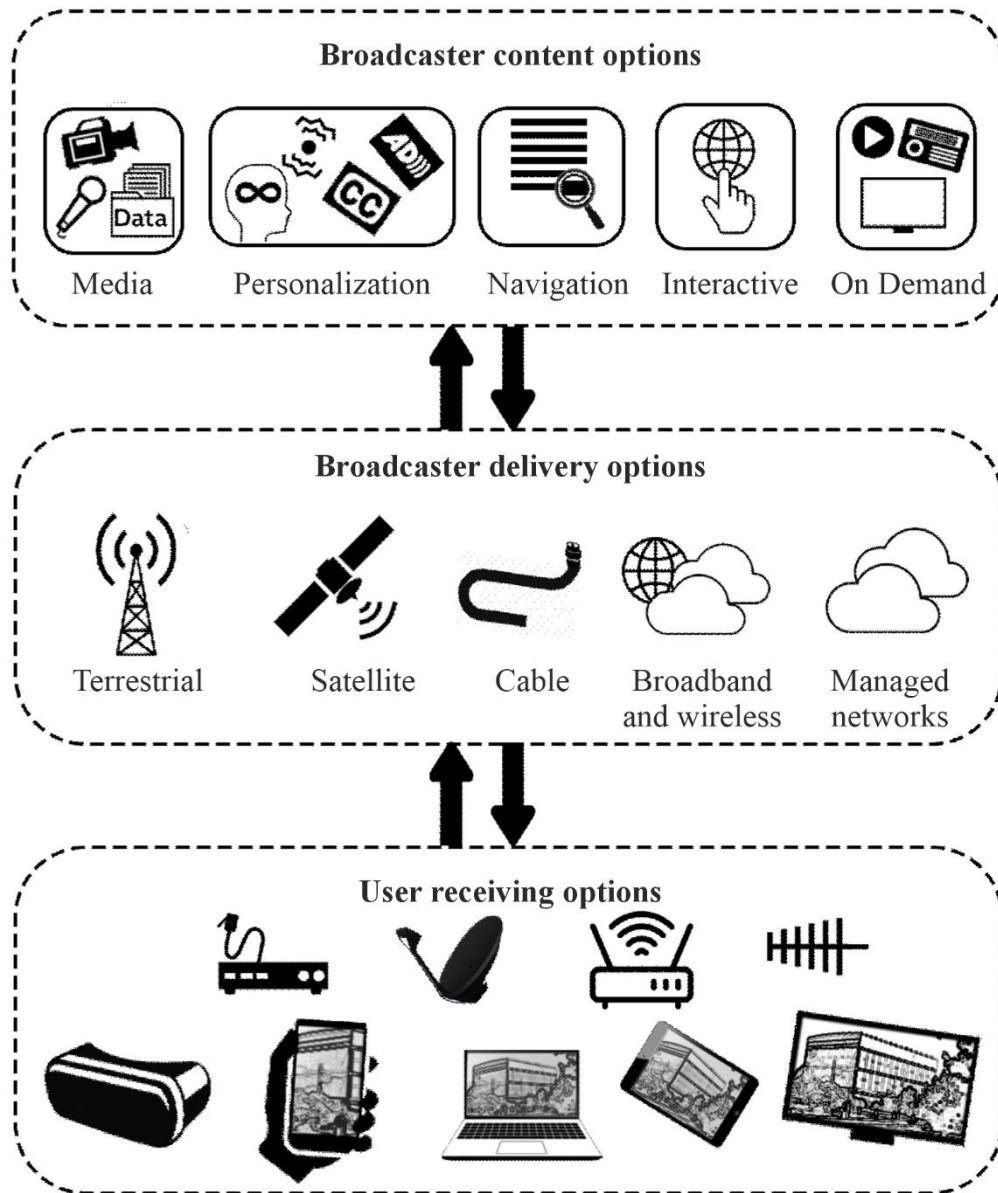 Broadcaster content options
Data
CC
AD
Media
Personalization
Navigation
Interactive
On Demand
Broadcaster delivery options
Terrestrial
Satellite
Cable
Broadband
and wireless
Managed
networks
User receiving options